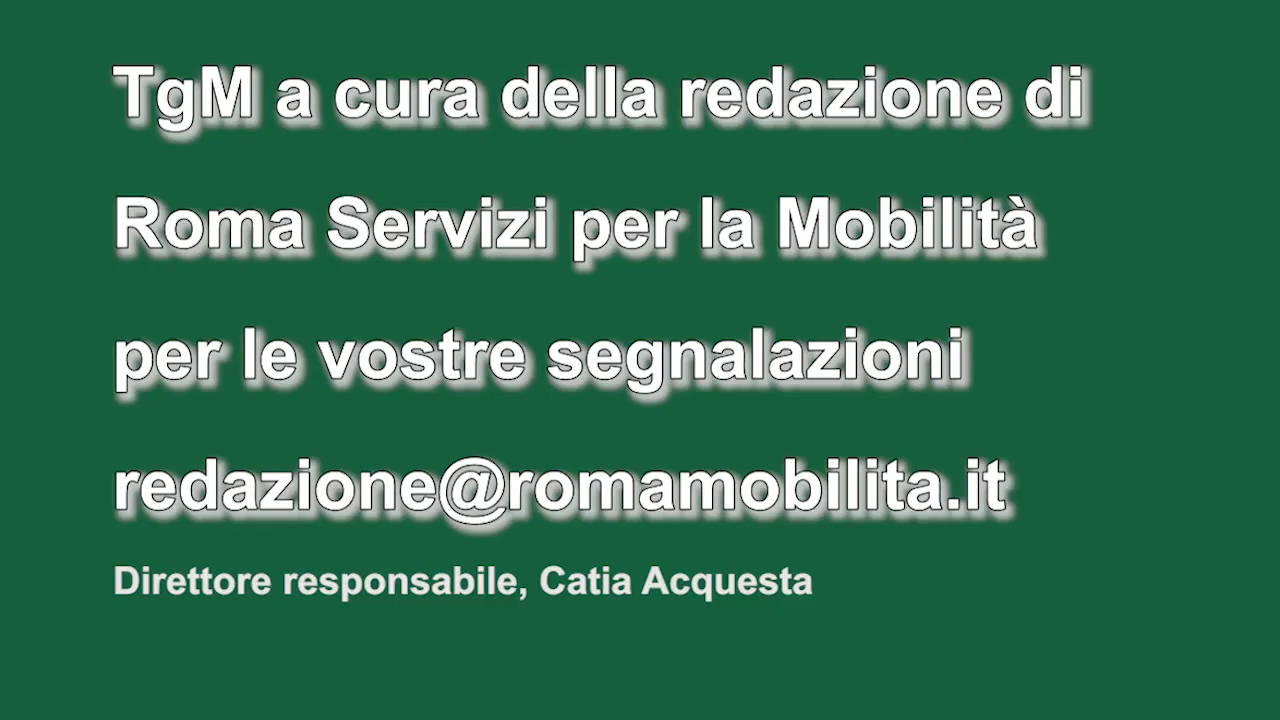 TgM a cura della redazione di
Roma Servizi per la Mobilità
per le vostre segnalazioni
redazione@romamobilita.it
Direttore responsabile, Catia Acquesta